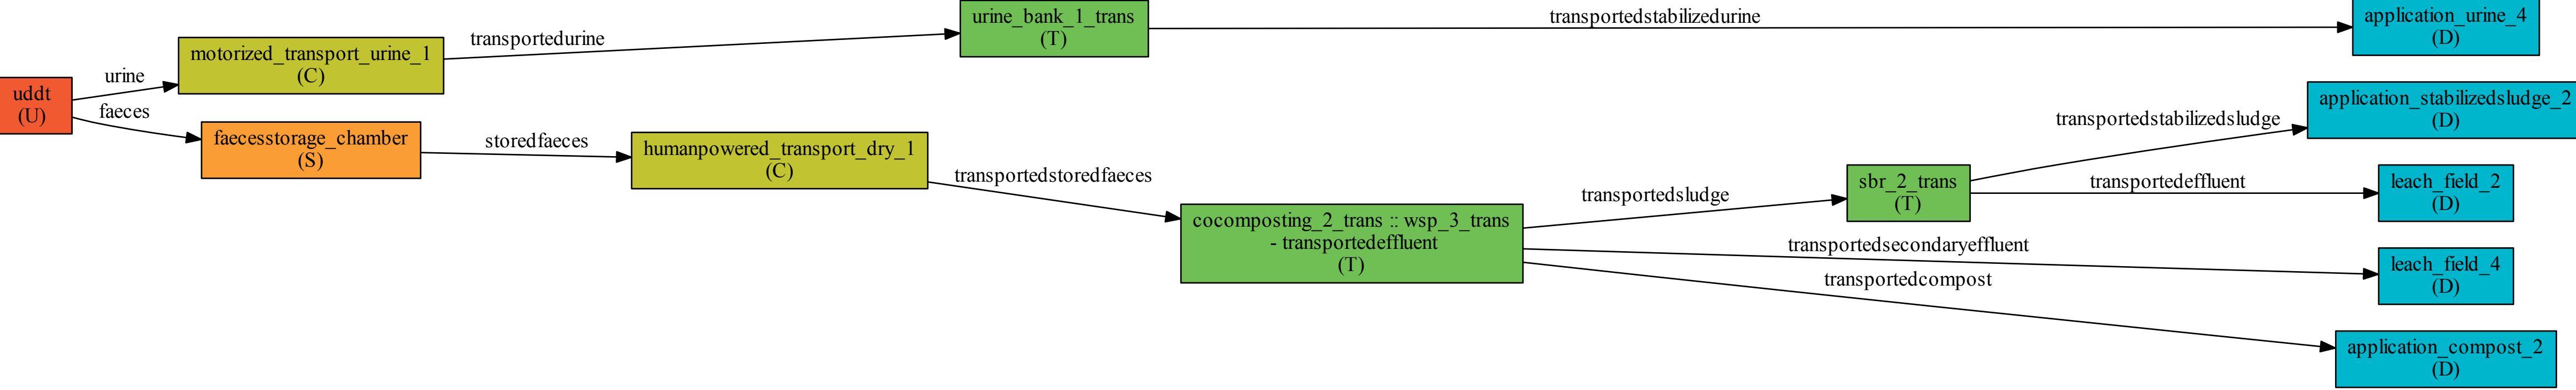 uddt
(U)
urine
faeces
motorized_transport_urine_1
(C)
transportedurine
urine_bank_1_trans
(T)
transportedstabilizedurine
application_urine_4
(D)
faecesstorage_chamber
(S)
storedfaeces
humanpowered_transport_dry_1
(C)
transportedstoredfaeces
cocomposting_2_trans :: wsp_3_trans
- transportedeffluent
(T)
transportedsludge
sbr_2_trans
(T)
transportedstabilizedsludge
application_stabilizedsludge_2
(D)
transportedeffluent
leach_field_2
(D)
transportedsecondaryeffluent
leach_field_4
(D)
transportedcompost
application_compost_2
(D)